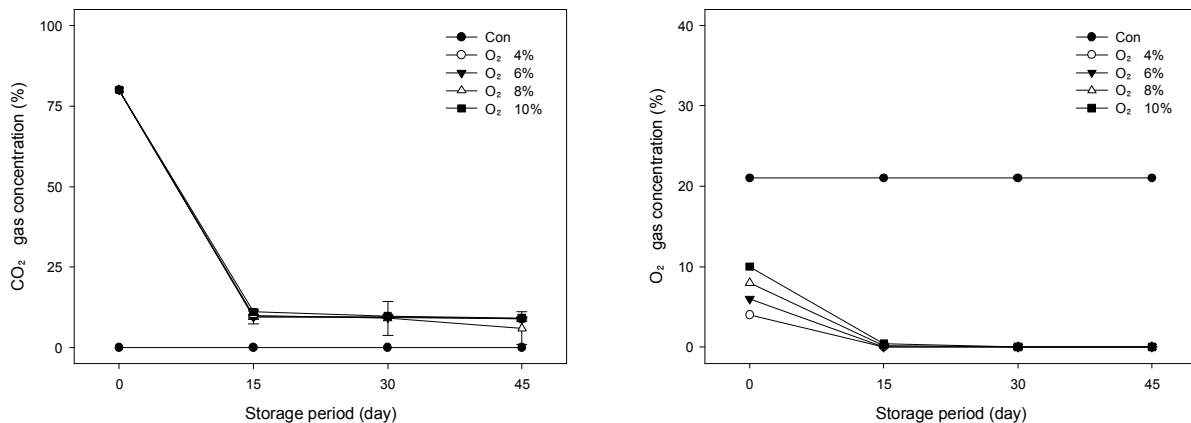 CO₂ gas concentration (%)
100
75
50
25
0
0 15 30 45
Storage period (day)
Con
O₂ 4%
O₂ 6%
O₂ 8%
O₂ 10%
O₂ gas concentration (%)
40
30
20
10
0
0 15 30 45
Storage period (day)
Con
O₂ 4%
O₂ 6%
O₂ 8%
O₂ 10%